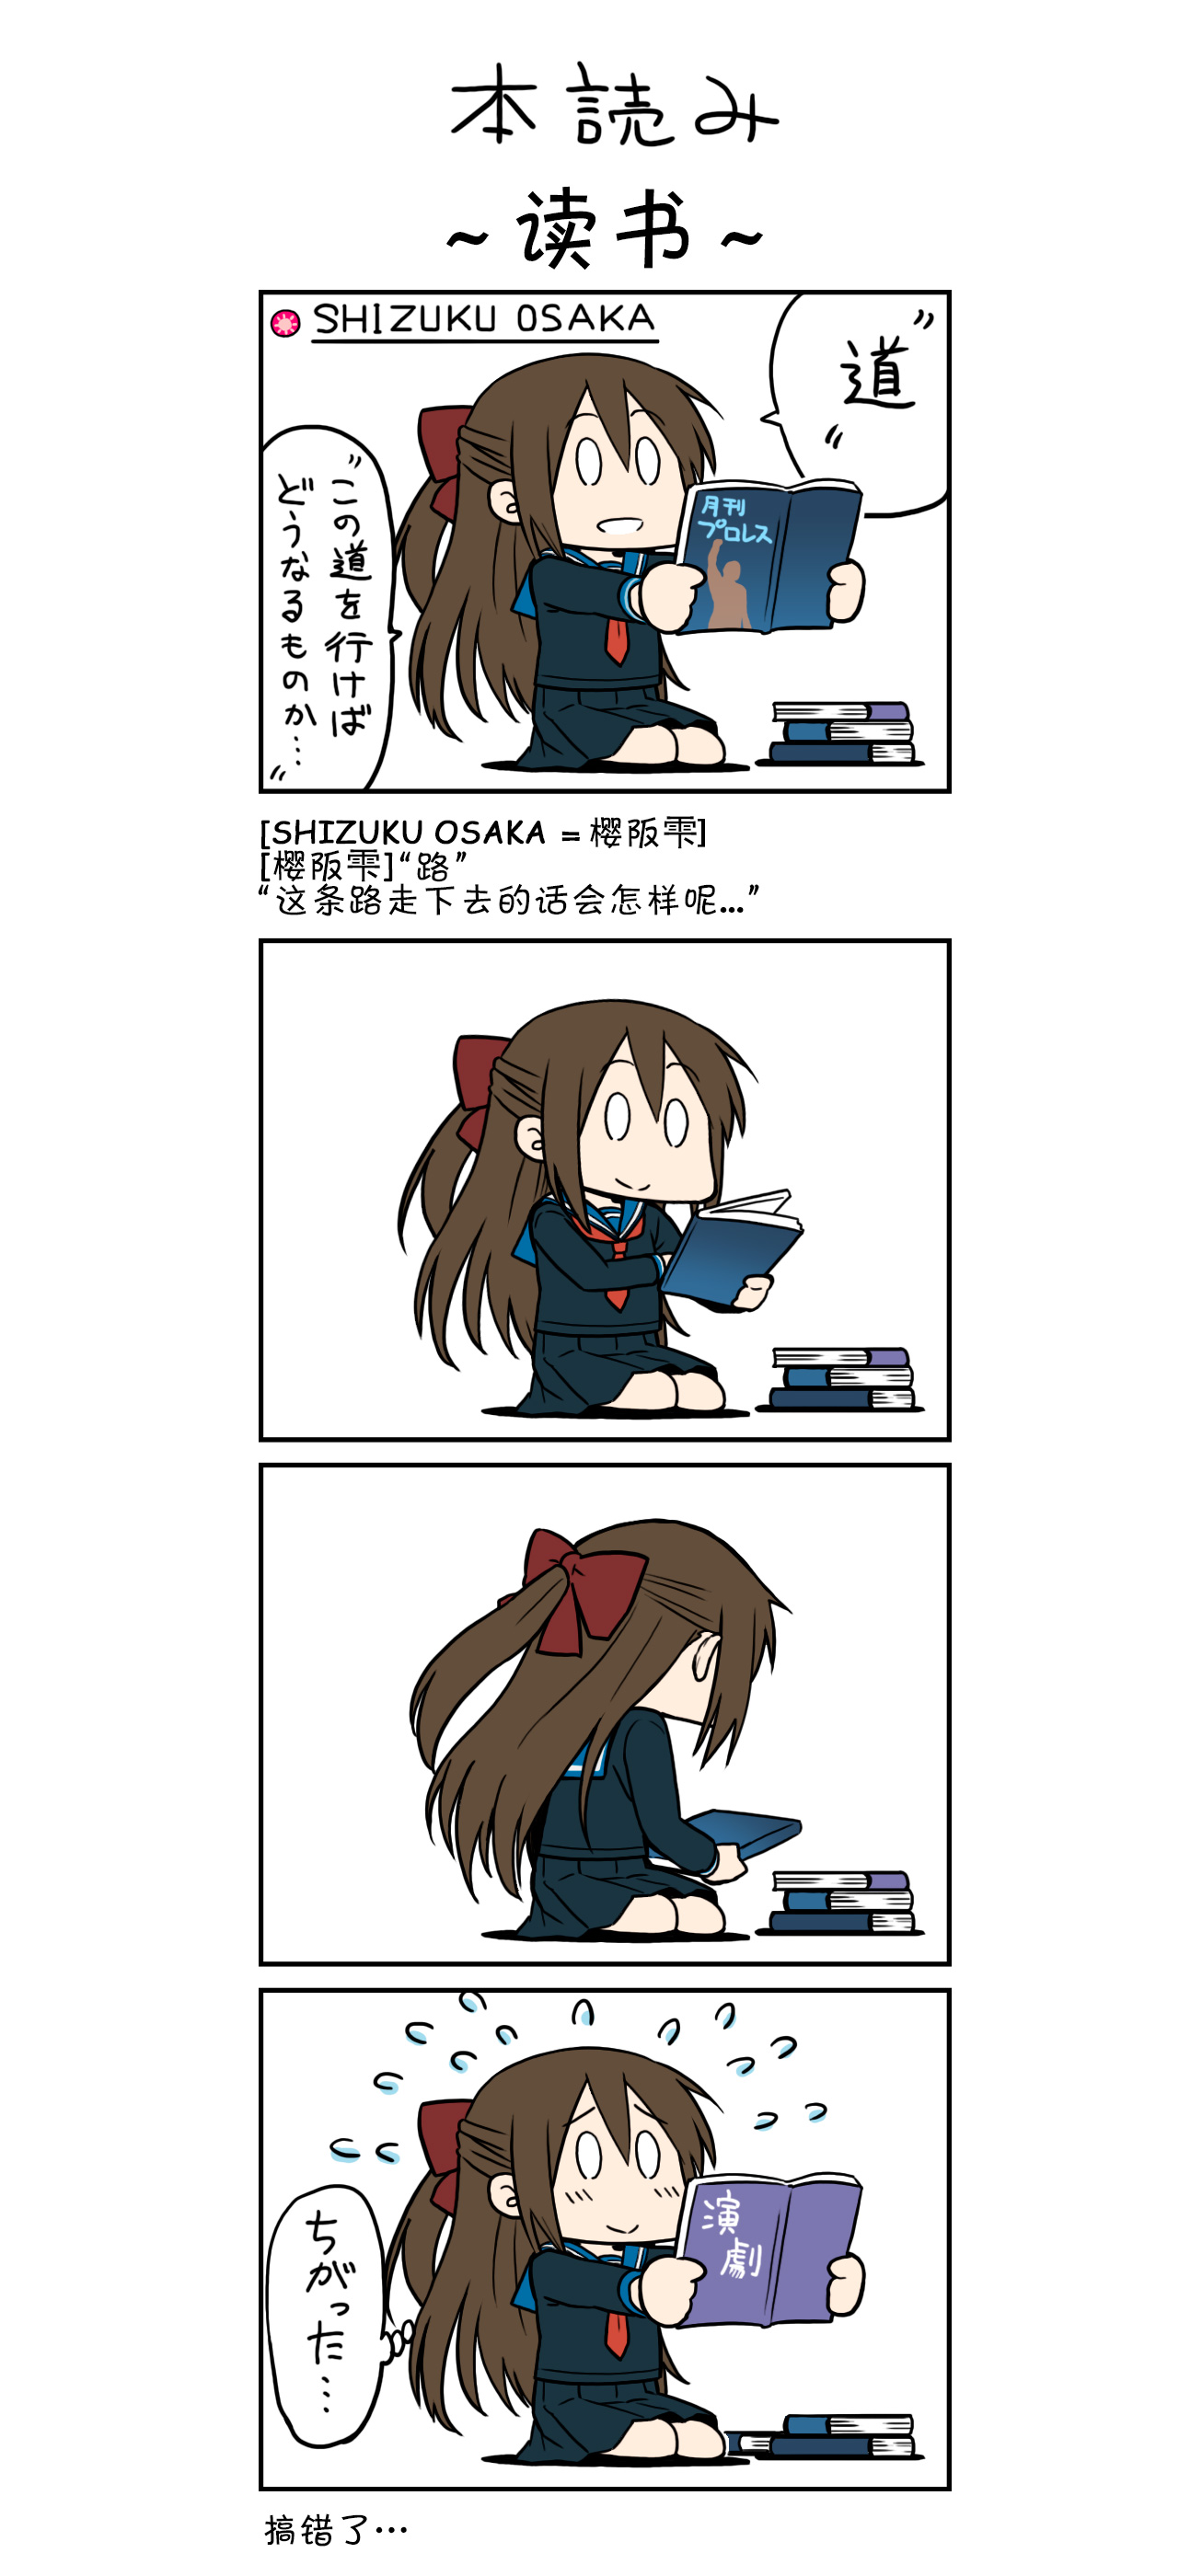 本読み
~读书~
SHIZUKU OSAKA
"道"
"この道を行けば
どうなるものか…"
月刊
プロレス
[SHIZUKU OSAKA = 樱阪雫]
[樱阪雫]“路”
“这条路走下去的话会怎样呢...”
演
劇
ちがった…
搞错了…